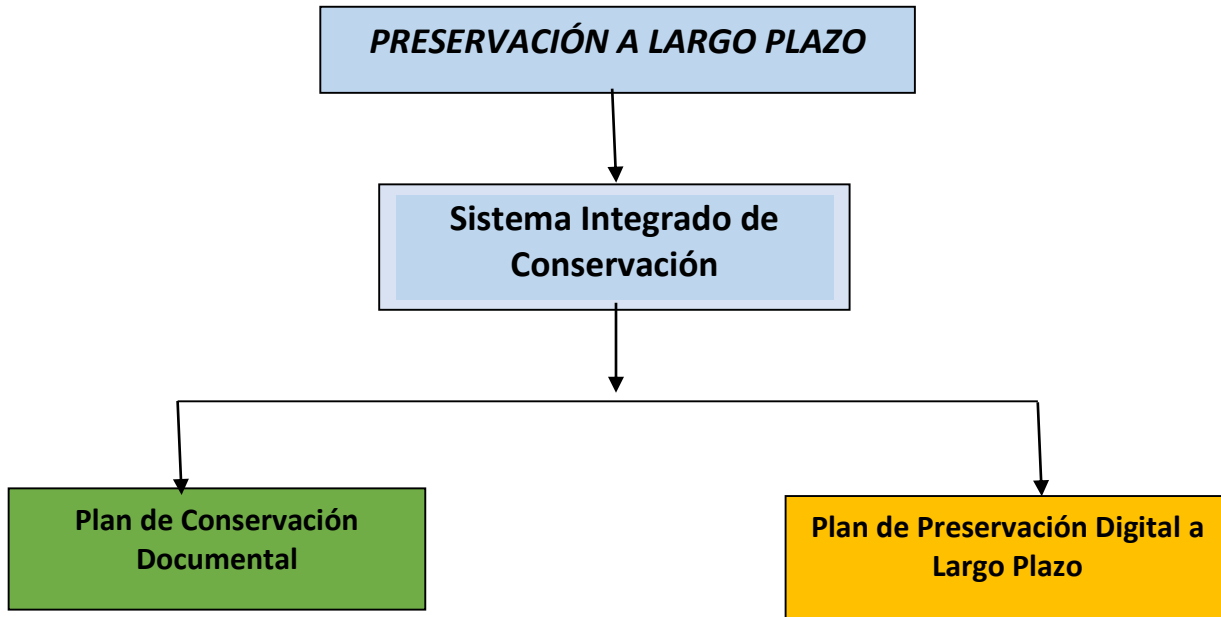 PRESERVACIÓN A LARGO PLAZO
Sistema Integrado de
Conservación
Plan de Conservación
Documental
Plan de Preservación Digital a
Largo Plazo